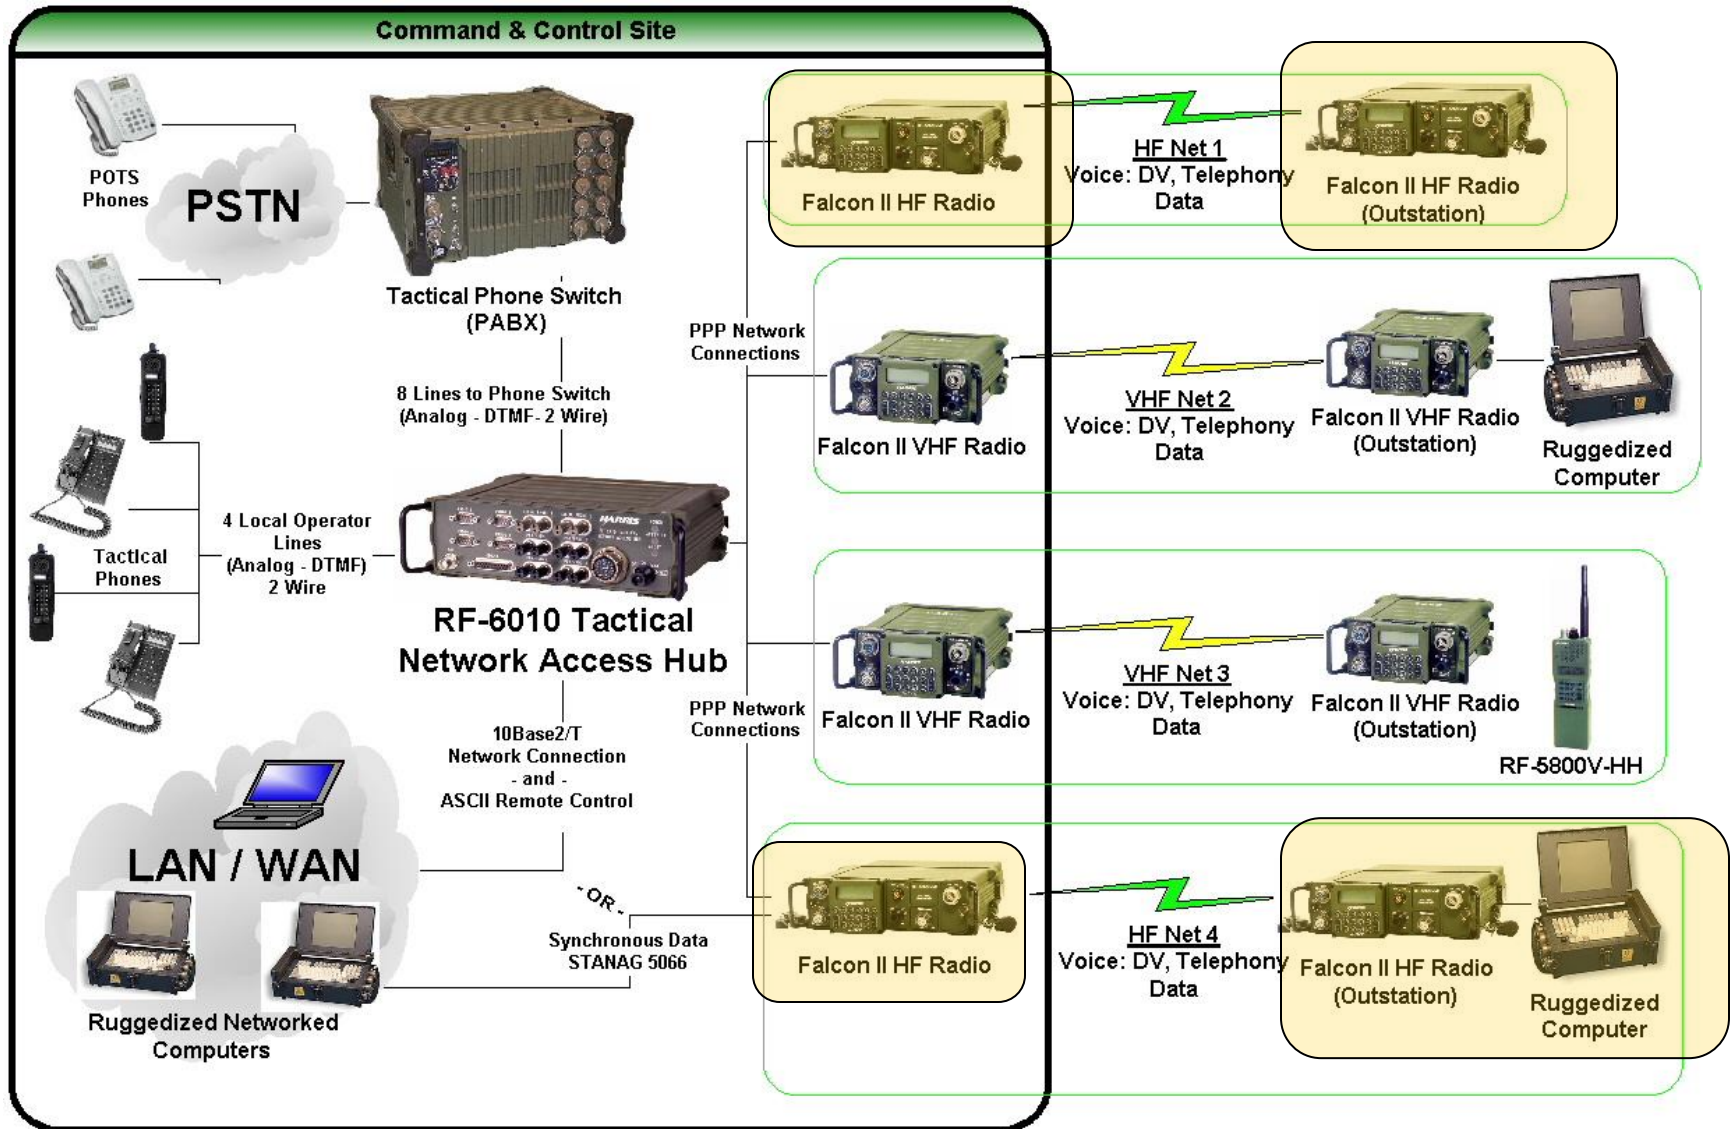 Command & Control Site
POTS
Phones
PSTN
Tactical Phone Switch
(PABX)
8 Lines to Phone Switch
(Analog - DTMF- 2 Wire)
Tactical
Phones
4 Local Operator
Lines
(Analog - DTMF)
2 Wire
HARRIS
RF-6010 Tactical
Network Access Hub
10Base2/T
Network Connection
- and -
ASCII Remote Control
LAN / WAN
Ruggedized Networked
Computers
- OR -
Synchronous Data
STANAG 5066
PPP Network
Connections
PPP Network
Connections
Falcon II HF Radio
HF Net 1
Voice: DV, Telephony
Data
Falcon II HF Radio
(Outstation)
Falcon II VHF Radio
VHF Net 2
Voice: DV, Telephony
Data
Falcon II VHF Radio
(Outstation)
Ruggedized
Computer
Falcon II VHF Radio
VHF Net 3
Voice: DV, Telephony
Data
Falcon II VHF Radio
(Outstation)
RF-5800V-HH
Falcon II HF Radio
HF Net 4
Voice: DV, Telephony
Data
Falcon II HF Radio
(Outstation)
Ruggedized
Computer